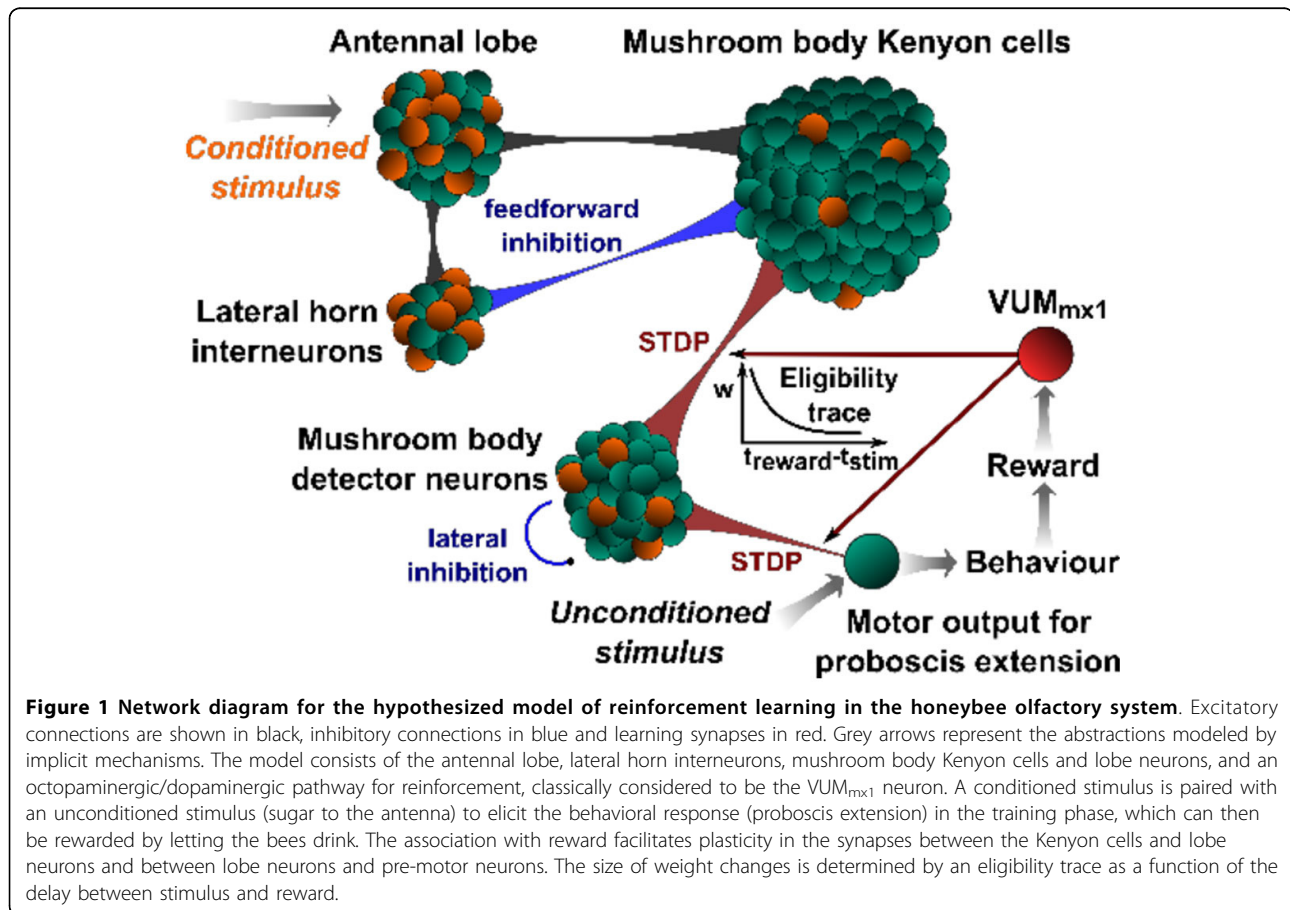 Antennal lobe
Mushroom body Kenyon cells
Conditioned
stimulus
feedforward
inhibition
Lateral horn
interneurons
STDP
VUMmx1
w
Eligibility
trace
treward-tstim
Mushroom body
detector neurons
Reward
lateral
inhibition
STDP
Behaviour
Unconditioned
stimulus
Motor output for
proboscis extension
Figure 1 Network diagram for the hypothesized model of reinforcement learning in the honeybee olfactory system. Excitatory
connections are shown in black, inhibitory connections in blue and learning synapses in red. Grey arrows represent the abstractions modeled by
implicit mechanisms. The model consists of the antennal lobe, lateral horn interneurons, mushroom body Kenyon cells and lobe neurons, and an
octopaminergic/dopaminergic pathway for reinforcement, classically considered to be the VUMmx1 neuron. A conditioned stimulus is paired with
an unconditioned stimulus (sugar to the antenna) to elicit the behavioral response (proboscis extension) in the training phase, which can then
be rewarded by letting the bees drink. The association with reward facilitates plasticity in the synapses between the Kenyon cells and lobe
neurons and between lobe neurons and pre-motor neurons. The size of weight changes is determined by an eligibility trace as a function of the
delay between stimulus and reward.